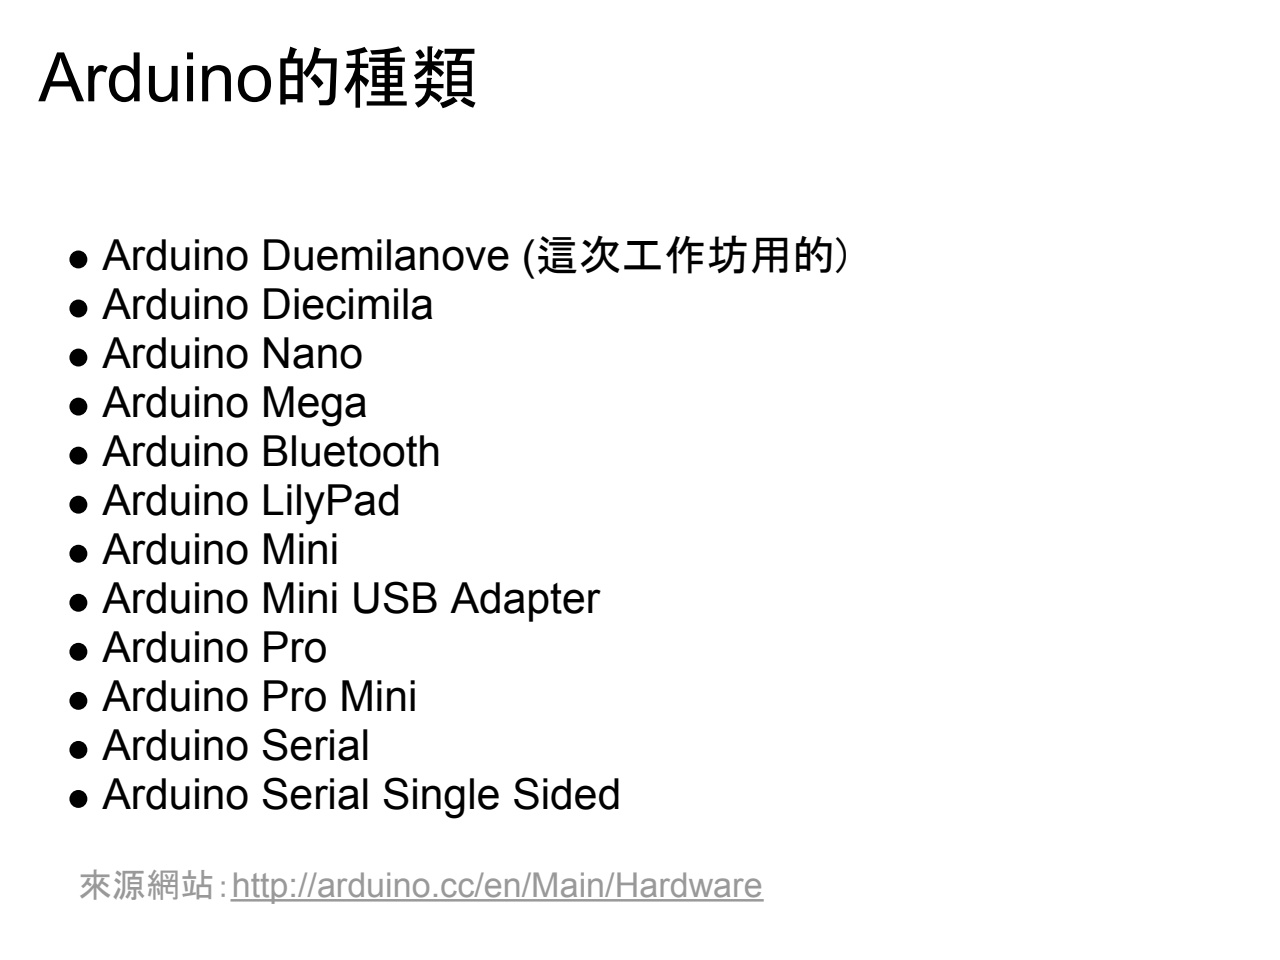 Arduino的種類
● Arduino Duemilanove (這次工作坊用的）
● Arduino Diecimila
● Arduino Nano
● Arduino Mega
● Arduino Bluetooth
● Arduino LilyPad
● Arduino Mini
● Arduino Mini USB Adapter
● Arduino Pro
● Arduino Pro Mini
● Arduino Serial
● Arduino Serial Single Sided
來源網站：http://arduino.cc/en/Main/Hardware